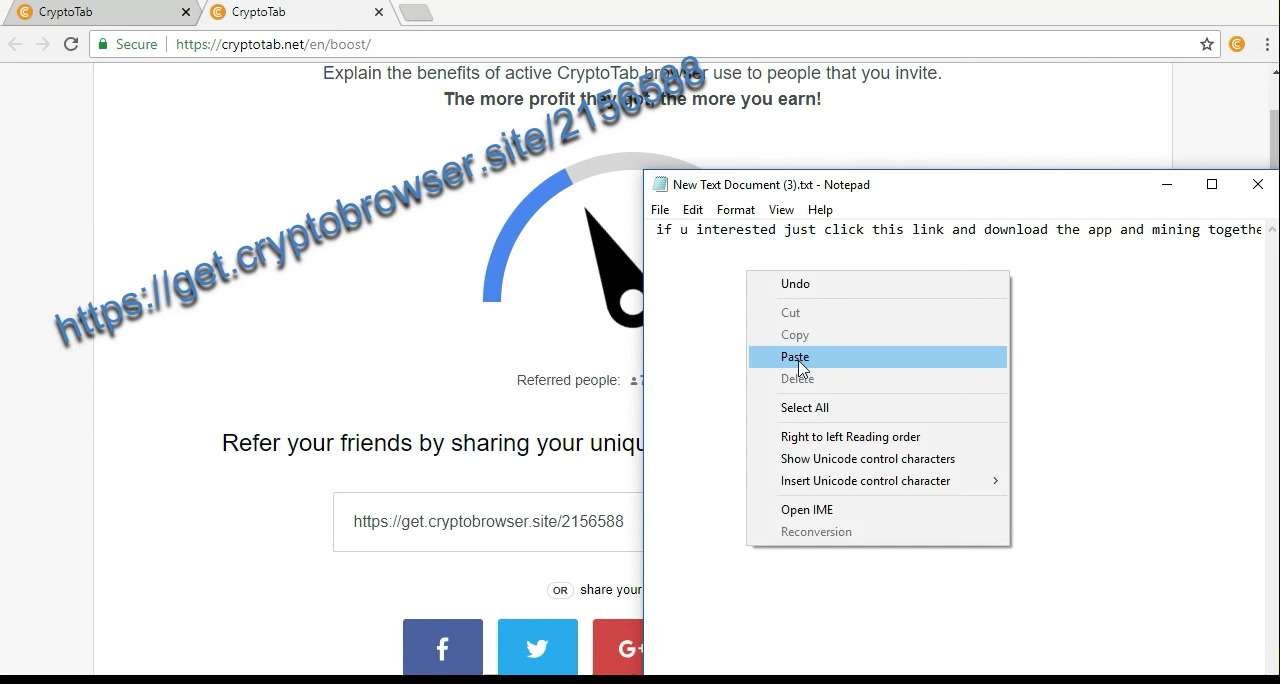 CryptoTab
CryptoTab
Secure
https://cryptotab.net/en/boost/
Explain the benefits of active CryptoTab browser use to people that you invite.
The more profit they got, the more you earn!
https://get.cryptobrowser.site/2156588
New Text Document (3).txt - Notepad
File Edit Format View Help
if u interested just click this link and download the app and mining togethe
Undo
Cut
Copy
Paste
Delete
Select All
Right to left Reading order
Show Unicode control characters
Insert Unicode control character
Open IME
Reconversion
Referred people:
Refer your friends by sharing your uniqu
https://get.cryptobrowser.site/2156588
OR share your
f
G+